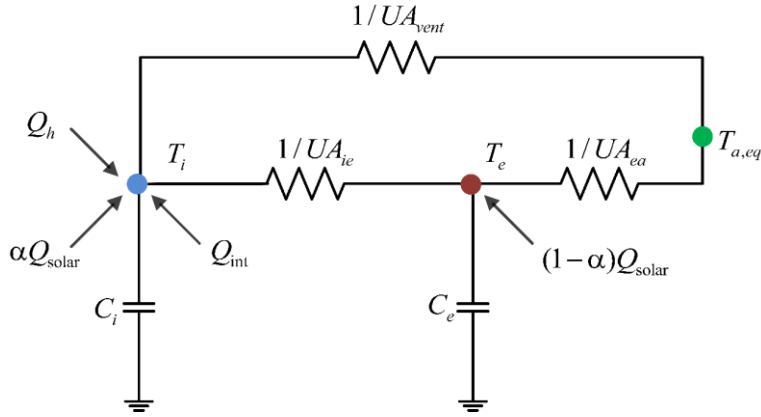 1/UA_vent
Q_h
T_i
1/UA_ie
T_e
1/UA_ea
T_a,eq
αQ_solar
Q_int
(1−α)Q_solar
C_i
C_e